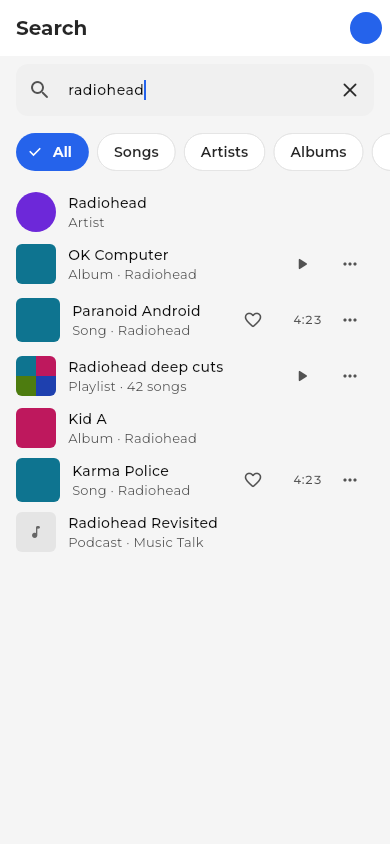 Search
radiohead
All Songs Artists Albums
Radiohead
Artist
OK Computer
Album · Radiohead
Paranoid Android
Song · Radiohead
4:23
Radiohead deep cuts
Playlist · 42 songs
Kid A
Album · Radiohead
Karma Police
Song · Radiohead
4:23
Radiohead Revisited
Podcast · Music Talk